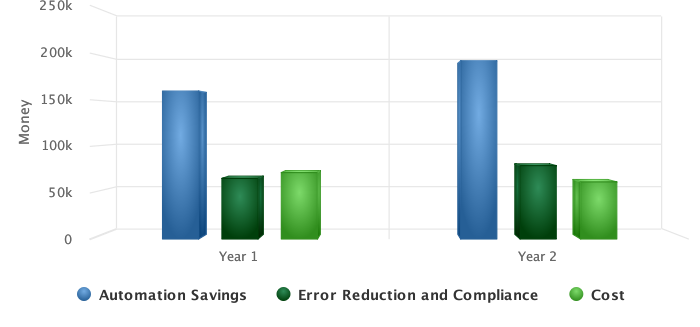 250k
200k
150k
100k
50k
0
Money
Year 1
Year 2
Automation Savings
Error Reduction and Compliance
Cost